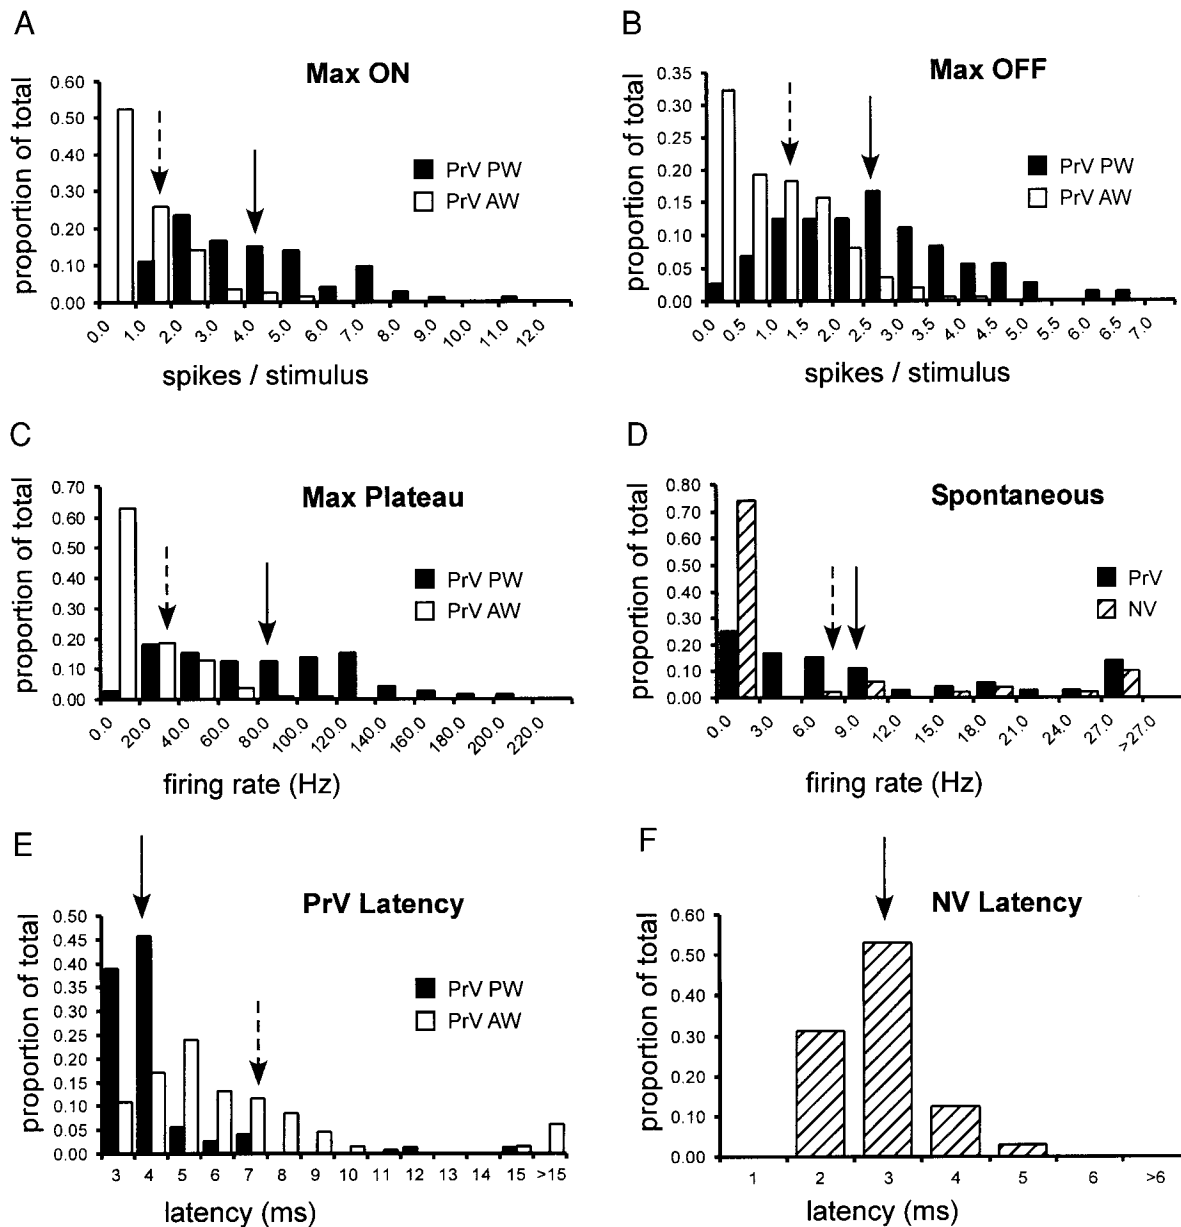 A
Max ON
proportion of total
0.60
0.50
0.40
0.30
0.20
0.10
0.00
PrV PW
PrV AW
0.0 1.0 2.0 3.0 4.0 5.0 6.0 7.0 8.0 9.0 10.0 11.0 12.0
spikes / stimulus
B
Max OFF
proportion of total
0.35
0.30
0.25
0.20
0.15
0.10
0.05
0.00
PrV PW
PrV AW
0.0 0.5 1.0 1.5 2.0 2.5 3.0 3.5 4.0 4.5 5.0 6.0 6.5 7.0
spikes / stimulus
C
Max Plateau
proportion of total
0.70
0.60
0.50
0.40
0.30
0.20
0.10
0.00
PrV PW
PrV AW
0.0 20.0 40.0 60.0 80.0 100.0 120.0 140.0 160.0 180.0 200.0 220.0
firing rate (Hz)
D
Spontaneous
proportion of total
0.80
0.70
0.60
0.50
0.40
0.30
0.20
0.10
0.00
PrV
NV
0.0 3.0 6.0 9.0 12.0 15.0 18.0 21.0 24.0 27.0 >27.0
firing rate (Hz)
E
PrV Latency
proportion of total
0.50
0.45
0.40
0.35
0.30
0.25
0.20
0.15
0.10
0.05
0.00
PrV PW
PrV AW
3 4 5 6 7 8 9 10 11 12 13 14 15 >15
latency (ms)
F
NV Latency
proportion of total
0.60
0.50
0.40
0.30
0.20
0.10
0.00
1 2 3 4 5 6 >6
latency (ms)